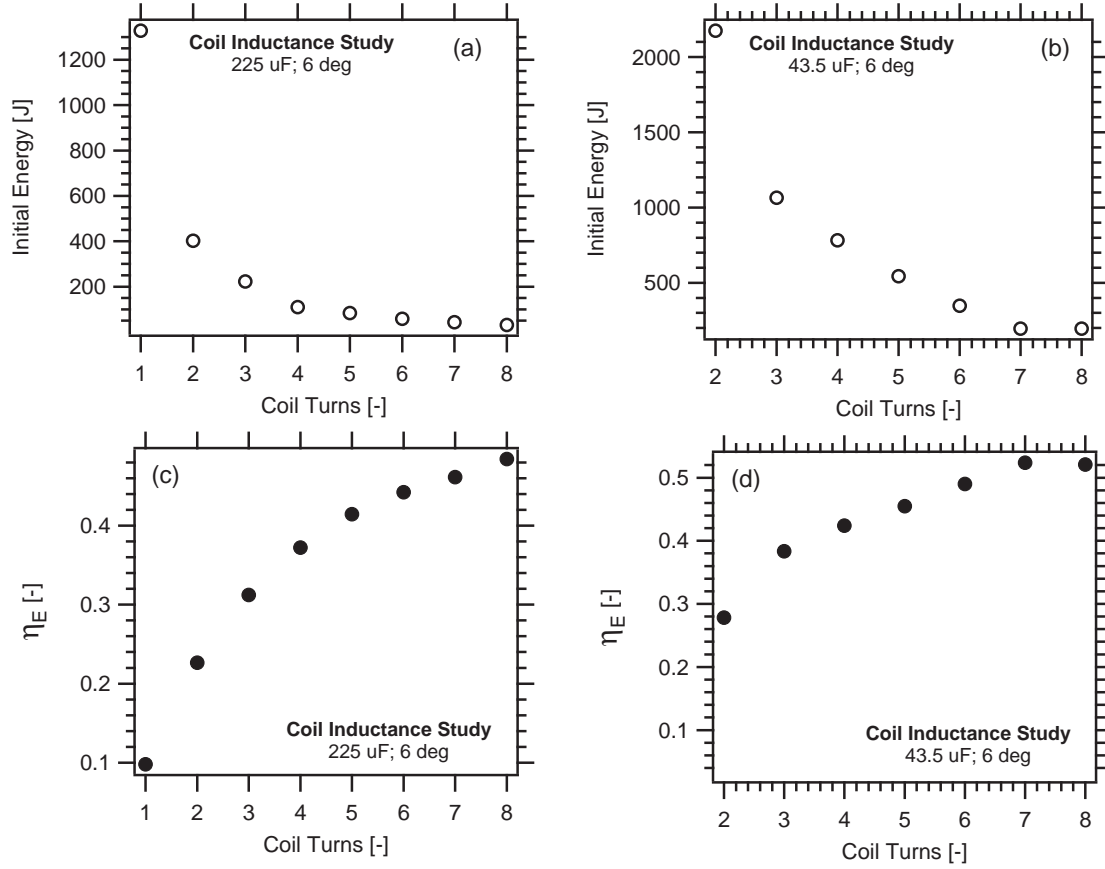 Coil Inductance Study
225 uF; 6 deg
(a)
Initial Energy [J]
1200
1000
800
600
400
200
1 2 3 4 5 6 7 8
Coil Turns [-]
Coil Inductance Study
43.5 uF; 6 deg
(b)
Initial Energy [J]
2000
1500
1000
500
2 3 4 5 6 7 8
Coil Turns [-]
(c)
ηE [-]
0.4
0.3
0.2
0.1
Coil Inductance Study
225 uF; 6 deg
1 2 3 4 5 6 7 8
Coil Turns [-]
(d)
ηE [-]
0.5
0.4
0.3
0.2
0.1
Coil Inductance Study
43.5 uF; 6 deg
2 3 4 5 6 7 8
Coil Turns [-]